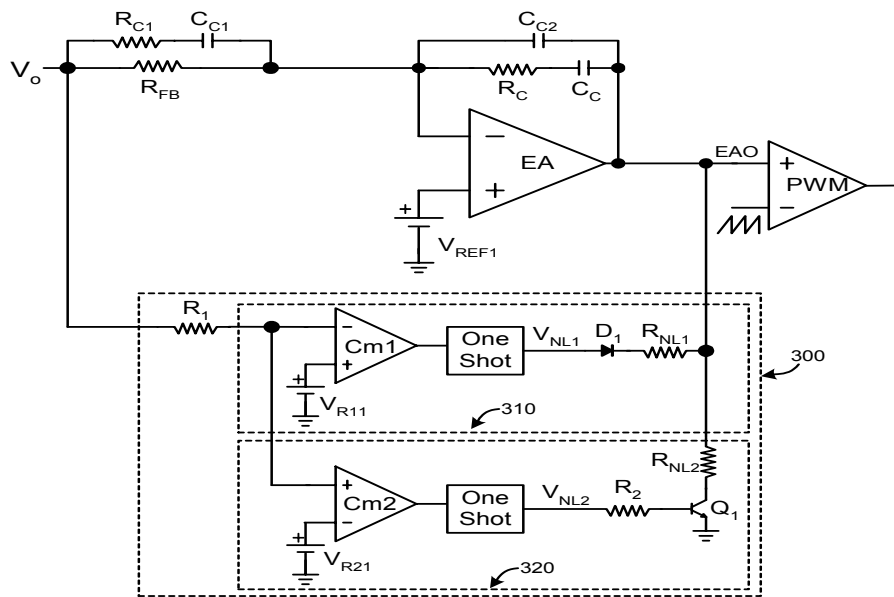 R_C1 C_C1
C_C2
V_o
R_FB
R_C C_C
− EA +
EAO
+ PWM −
+
V_REF1
R_1
− Cm1 +
One Shot
V_NL1
D_1
R_NL1
300
+
V_R11
310
R_NL2
+ Cm2 −
One Shot
V_NL2
R_2
Q_1
+
V_R21
320